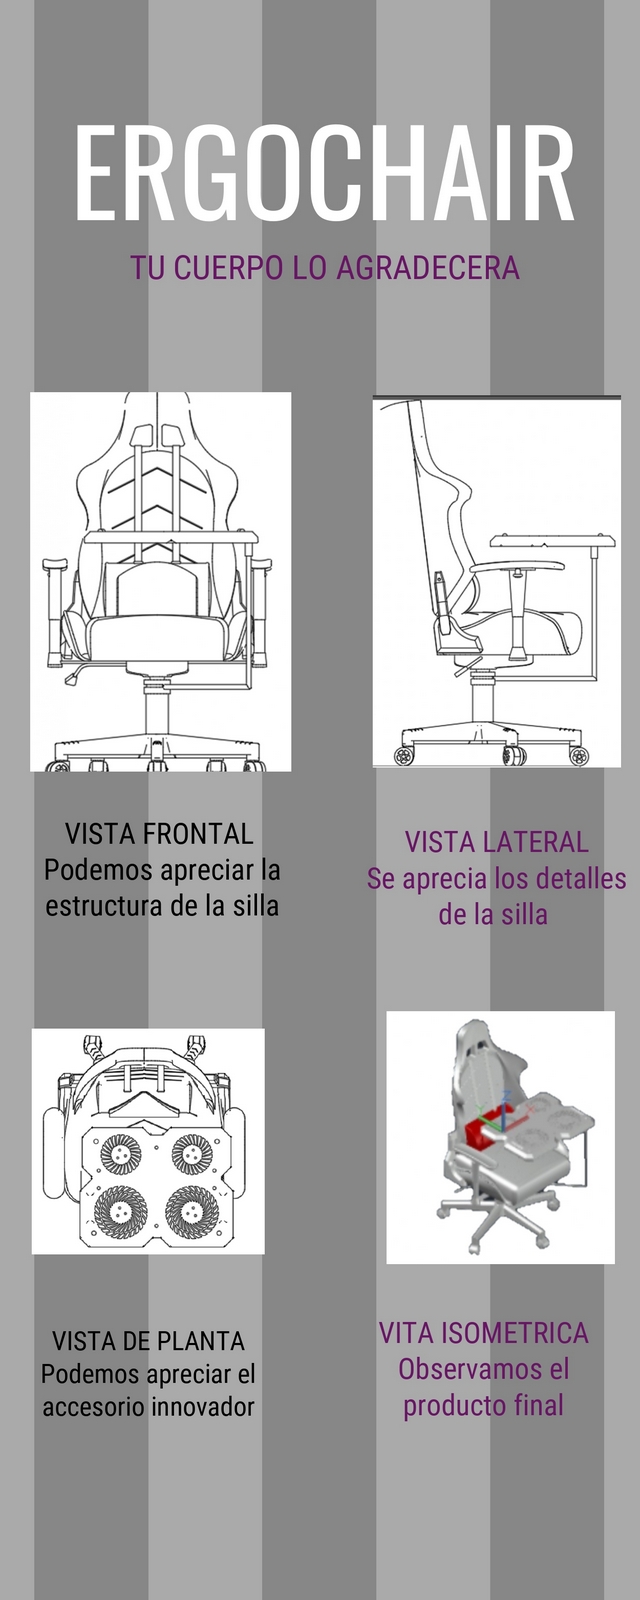 ERGOCHAIR
TU CUERPO LO AGRADECERA
VISTA FRONTAL
Podemos apreciar la
estructura de la silla
VISTA LATERAL
Se aprecia los detalles
de la silla
VISTA DE PLANTA
Podemos apreciar el
accesorio innovador
VITA ISOMETRICA
Observamos el
producto final